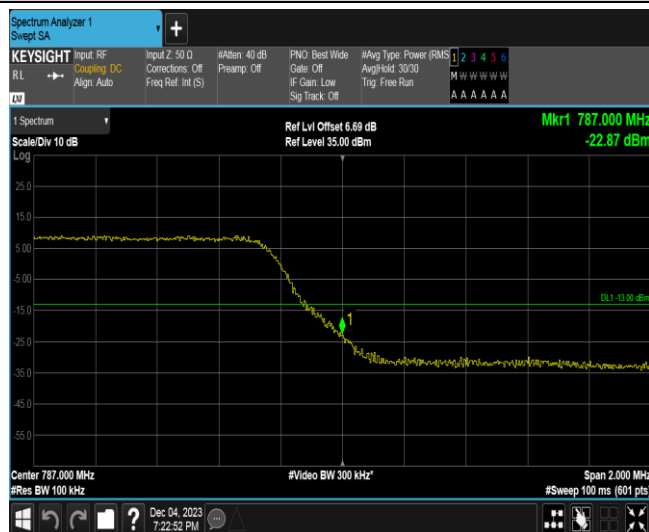 Spectrum Analyzer 1
Swept SA
KEYSIGHT
RL
LXI
Input: RF
Coupling: DC
Align: Auto
Input Z: 50 Ω
Corrections: Off
Freq Ref: Int (S)
#Atten: 40 dB
Preamp: Off
PNO: Best Wide
Gate: Off
IF Gain: Low
Sig Track: Off
#Avg Type: Power (RMS
Avg|Hold: 30/30
Trig: Free Run
1 2 3 4 5 6
M W W W W W
A A A A A A
1 Spectrum
Scale/Div 10 dB
Ref Lvl Offset 6.69 dB
Ref Level 35.00 dBm
Mkr1 787.000 MHz
-22.87 dBm
Log
25.0
15.0
5.00
-5.00
-15.0
-25.0
-35.0
-45.0
-55.0
DL1 -13.00 dBm
1
Center 787.000 MHz
#Res BW 100 kHz
#Video BW 300 kHz*
Span 2.000 MHz
#Sweep 100 ms (601 pts)
?
Dec 04, 2023
7:22:52 PM